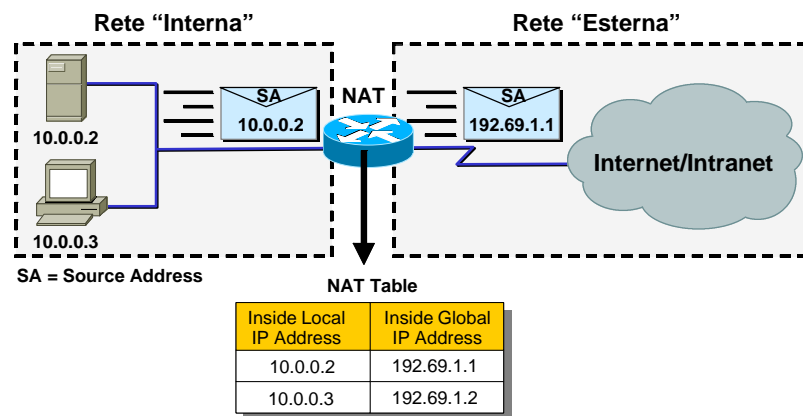 Rete “Interna”
Rete “Esterna”
SA
10.0.0.2
NAT
SA
192.69.1.1
10.0.0.2
Internet/Intranet
10.0.0.3
SA = Source Address
NAT Table
Inside Local
IP Address
Inside Global
IP Address
10.0.0.2
192.69.1.1
10.0.0.3
192.69.1.2